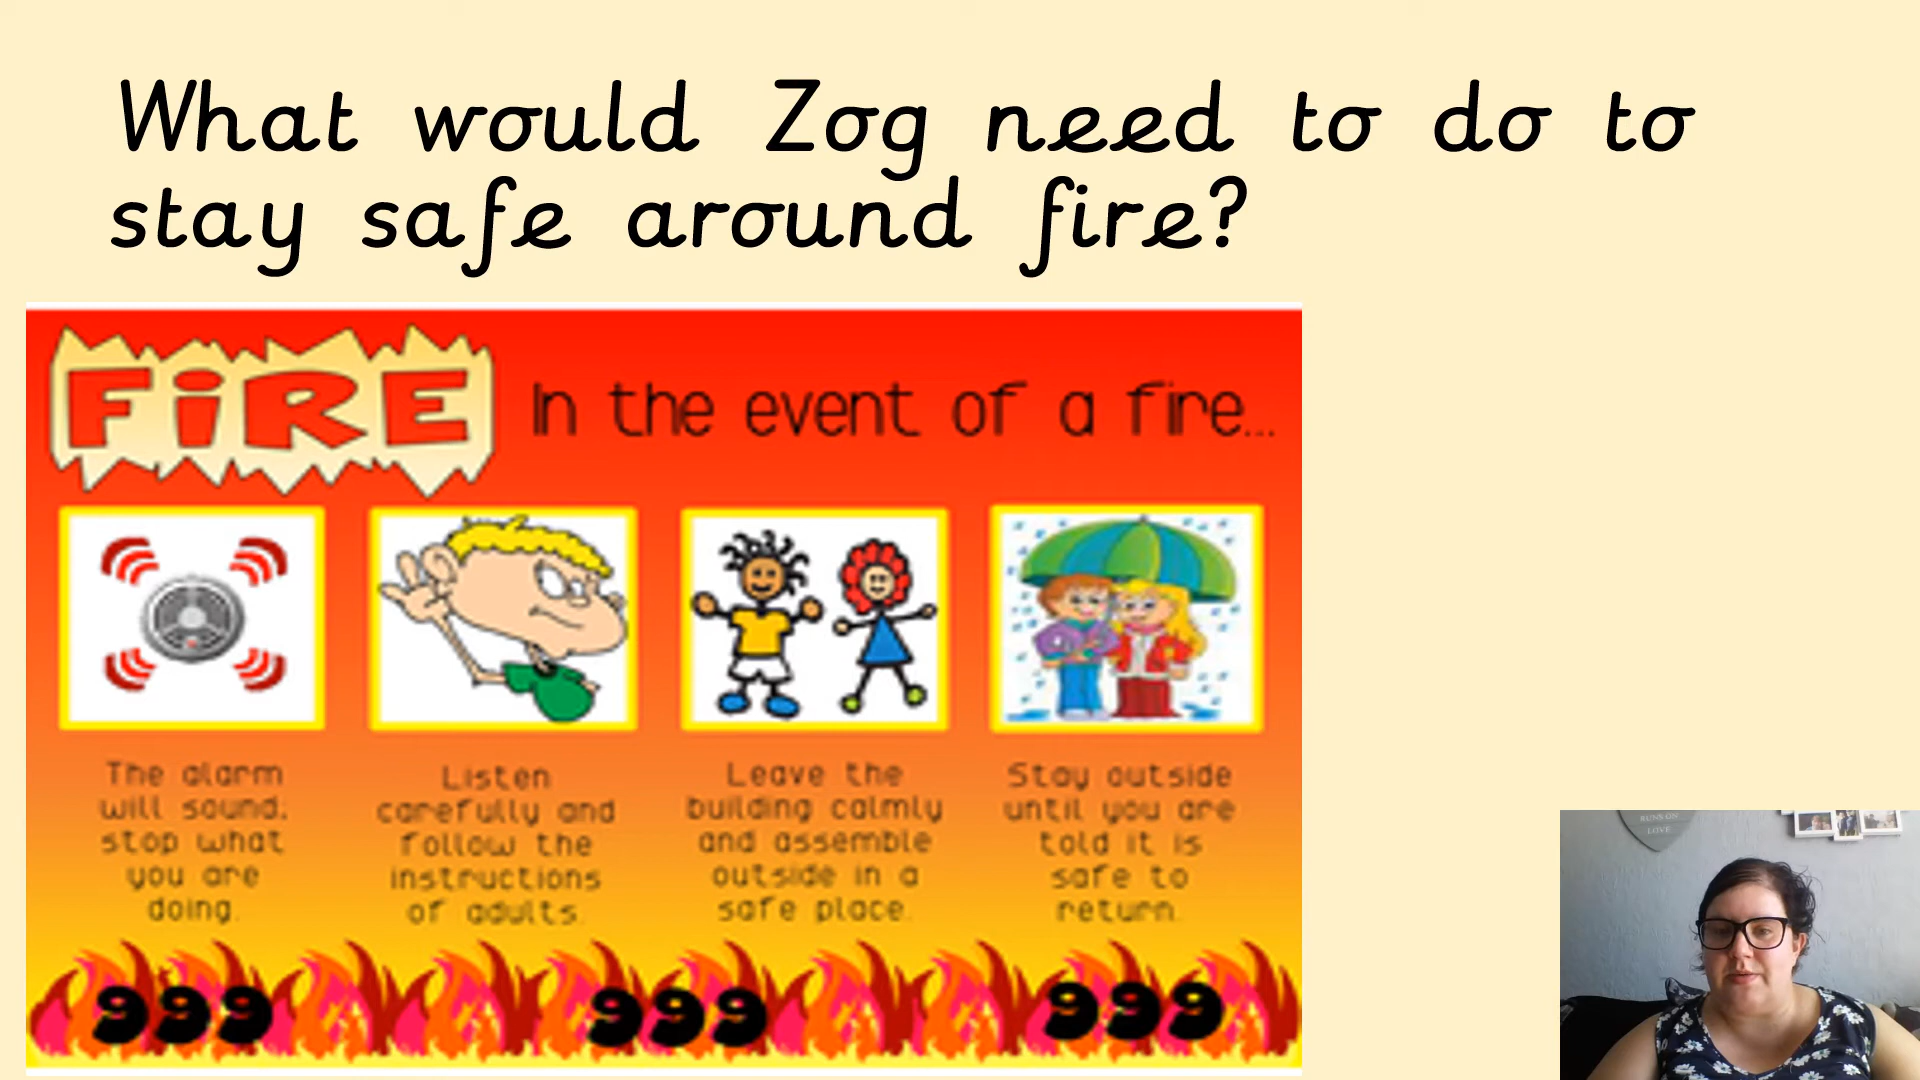 What would Zog need to do to
stay safe around fire?
FiRE
In the event of a fire...
The alarm
will sound,
stop what
you are
doing.
Listen
carefully and
follow the
instructions
of adults.
Leave the
building calmly
and assemble
outside in a
safe place.
Stay outside
until you are
told it is
safe to
return.
999 999 999
RUNS ON
LOVE